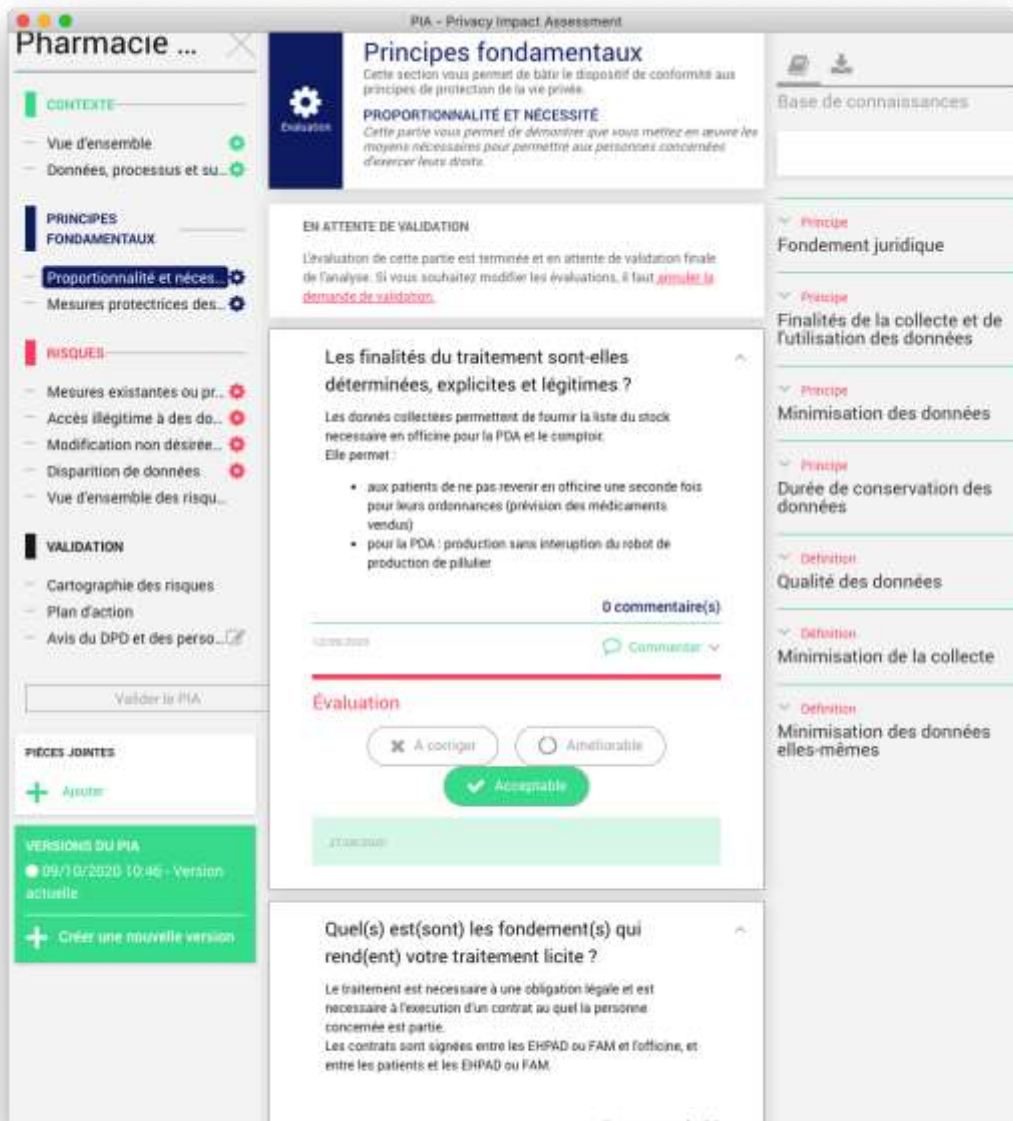 PIA - Privacy Impact Assessment
Pharmacie ...
CONTEXTE
Vue d'ensemble
Données, processus et su...
PRINCIPES
FONDAMENTAUX
Proportionnalité et néces...
Mesures protectrices des...
RISQUES
Mesures existantes ou pr...
Accès illégitime à des do...
Modification non désirée...
Disparition de données
Vue d'ensemble des risqu...
VALIDATION
Cartographie des risques
Plan d'action
Avis du DPD et des perso...
Valider le PIA
PIÈCES JOINTES
Ajouter
VERSIONS DU PIA
09/10/2020 10:46 - Version
actuelle
Créer une nouvelle version
Évaluation
Principes fondamentaux
Cette section vous permet de bâtir le dispositif de conformité aux
principes de protection de la vie privée.
PROPORTIONNALITÉ ET NÉCESSITÉ
Cette partie vous permet de démontrer que vous mettez en œuvre les
moyens nécessaires pour permettre aux personnes concernées
d'exercer leurs droits.
EN ATTENTE DE VALIDATION
L'évaluation de cette partie est terminée et en attente de validation finale
de l'analyse. Si vous souhaitez modifier les évaluations, il faut annuler la
demande de validation.
Les finalités du traitement sont-elles
déterminées, explicites et légitimes ?
Les donnés collectées permettent de fournir la liste du stock
necessaire en officine pour la PDA et le comptoir.
Elle permet :
aux patients de ne pas revenir en officine une seconde fois
pour leurs ordonnances (prévision des médicaments
vendus)
pour la PDA : production sans interuption du robot de
production de pillulier
0 commentaire(s)
Commenter
Évaluation
À corriger
Améliorable
Acceptable
Quel(s) est(sont) les fondement(s) qui
rend(ent) votre traitement licite ?
Le traitement est necessaire à une obligation légale et est
necessaire à l'execution d'un contrat au quel la personne
concernée est partie.
Les contrats sont signées entre les EHPAD ou FAM et l'officine, et
entre les patients et les EHPAD ou FAM.
Base de connaissances
Principe
Fondement juridique
Principe
Finalités de la collecte et de
l'utilisation des données
Principe
Minimisation des données
Principe
Durée de conservation des
données
Définition
Qualité des données
Définition
Minimisation de la collecte
Définition
Minimisation des données
elles-mêmes